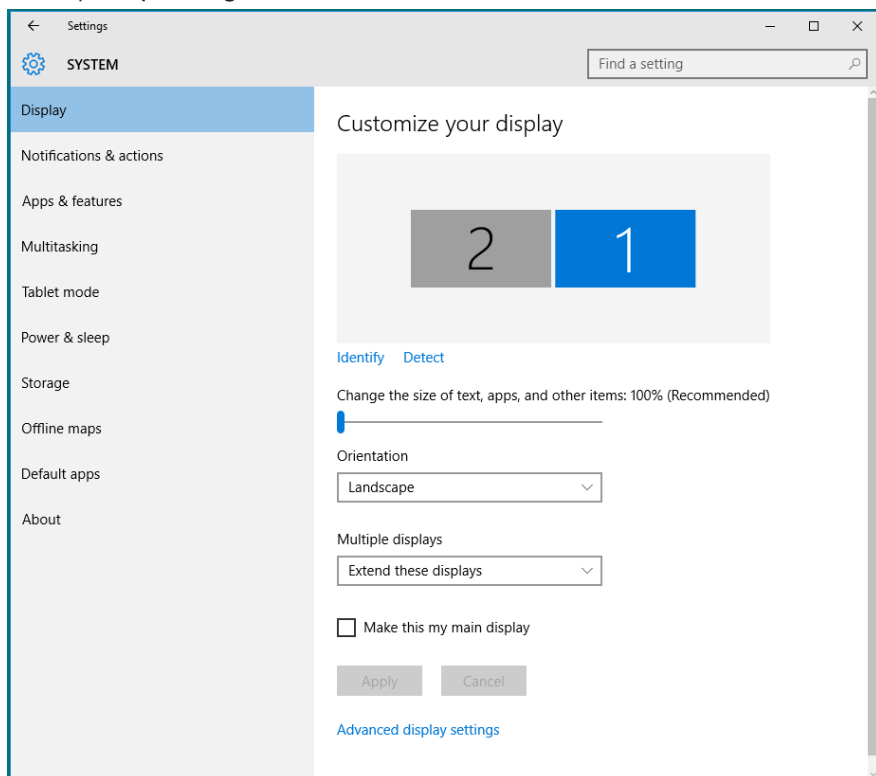 Settings
SYSTEM
Find a setting
Display
Notifications & actions
Apps & features
Multitasking
Tablet mode
Power & sleep
Storage
Offline maps
Default apps
About
Customize your display
2 1
Identify Detect
Change the size of text, apps, and other items: 100% (Recommended)
Orientation
Landscape
Multiple displays
Extend these displays
Make this my main display
Apply Cancel
Advanced display settings